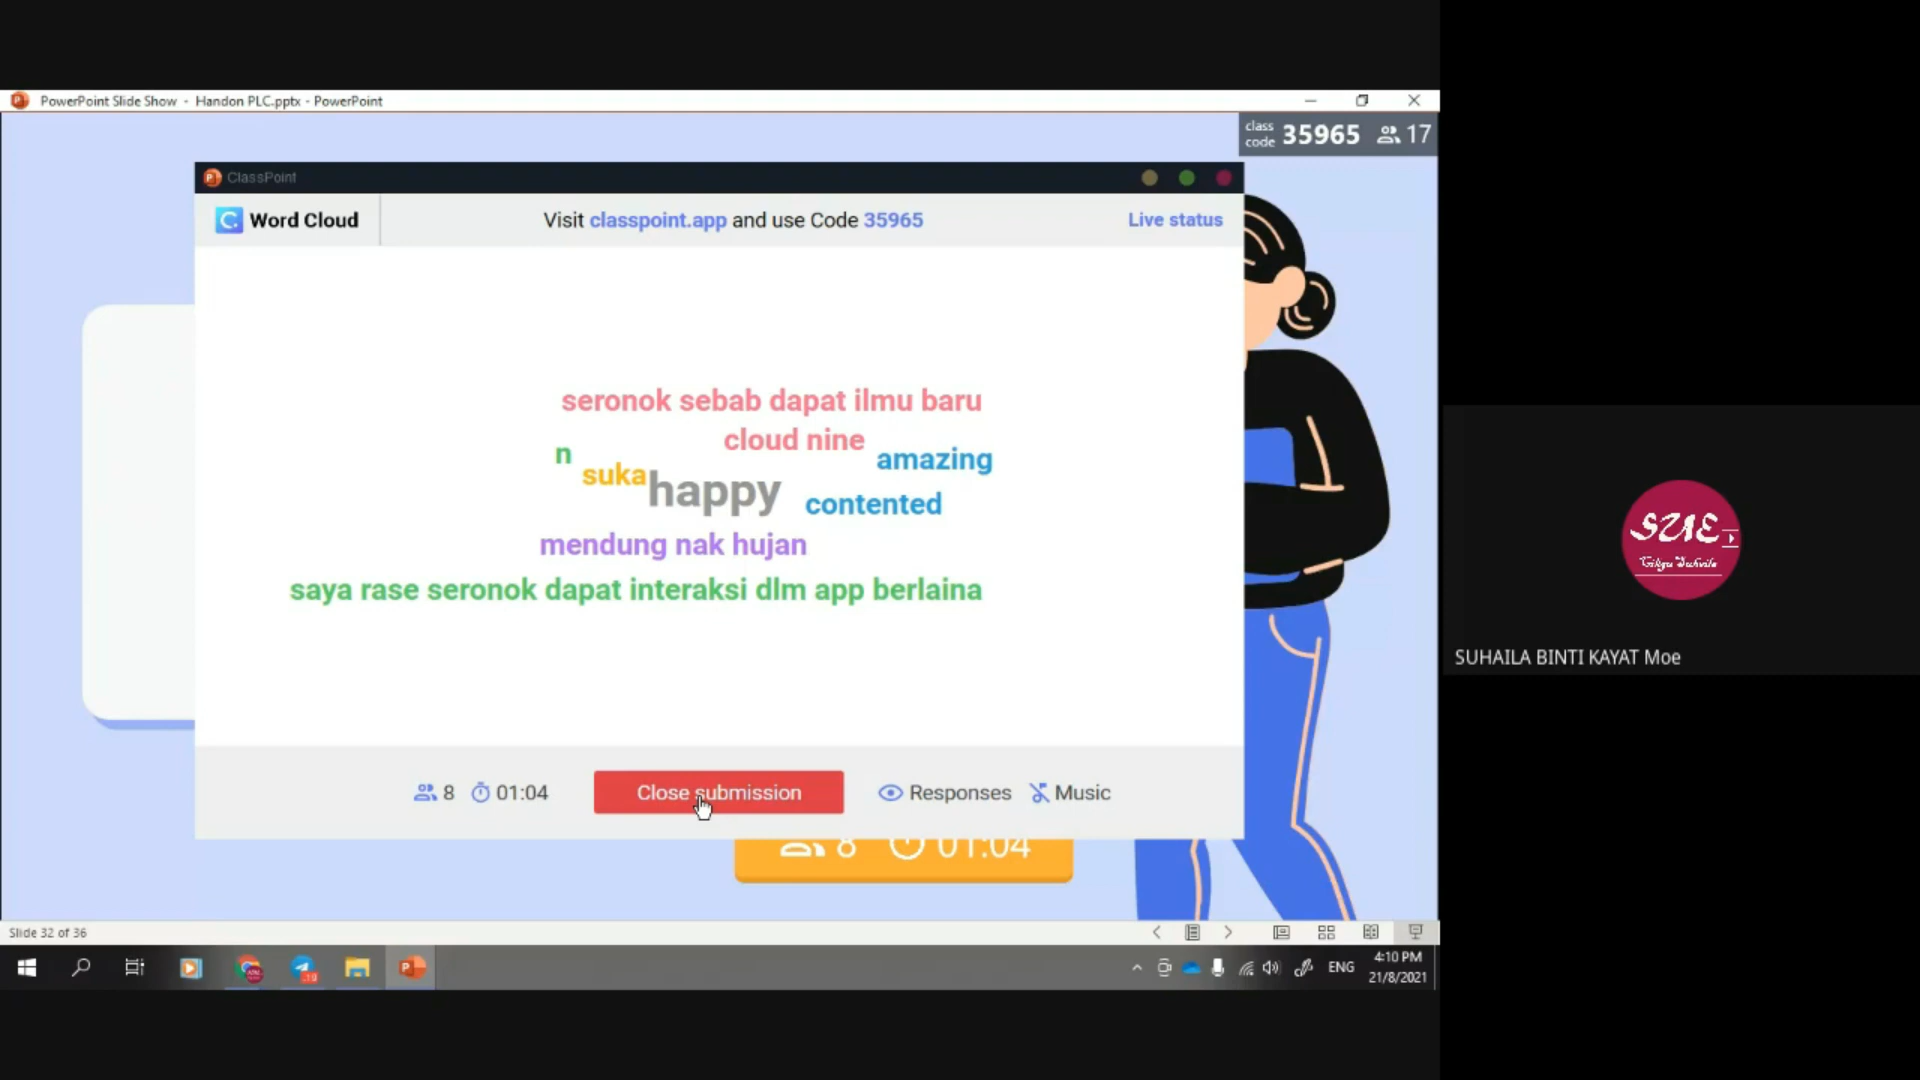 PowerPoint Slide Show - Handon PLC.pptx - PowerPoint
class code 35965 17
ClassPoint
Word Cloud
Visit classpoint.app and use Code 35965
Live status
seronok sebab dapat ilmu baru
cloud nine
n
amazing
suka
happy
contented
mendung nak hujan
saya rase seronok dapat interaksi dlm app berlaina
8 01:04
Close submission
Responses
Music
8 01:04
SUHAILA BINTI KAYAT Moe
Slide 32 of 36
ENG
4:10 PM
21/8/2021